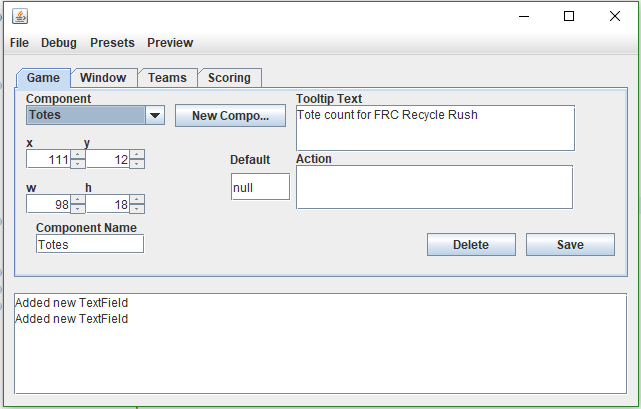 File Debug Presets Preview
Game Window Teams Scoring
Component
Totes
New Compo...
Tooltip Text
Tote count for FRC Recycle Rush
x y
111 12
Default
null
Action
w h
98 18
Component Name
Totes
Delete Save
Added new TextField
Added new TextField